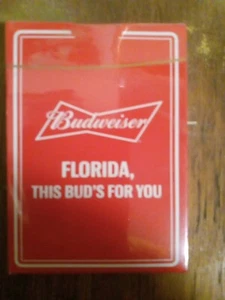 Budweiser
FLORIDA,
THIS BUD'S FOR YOU